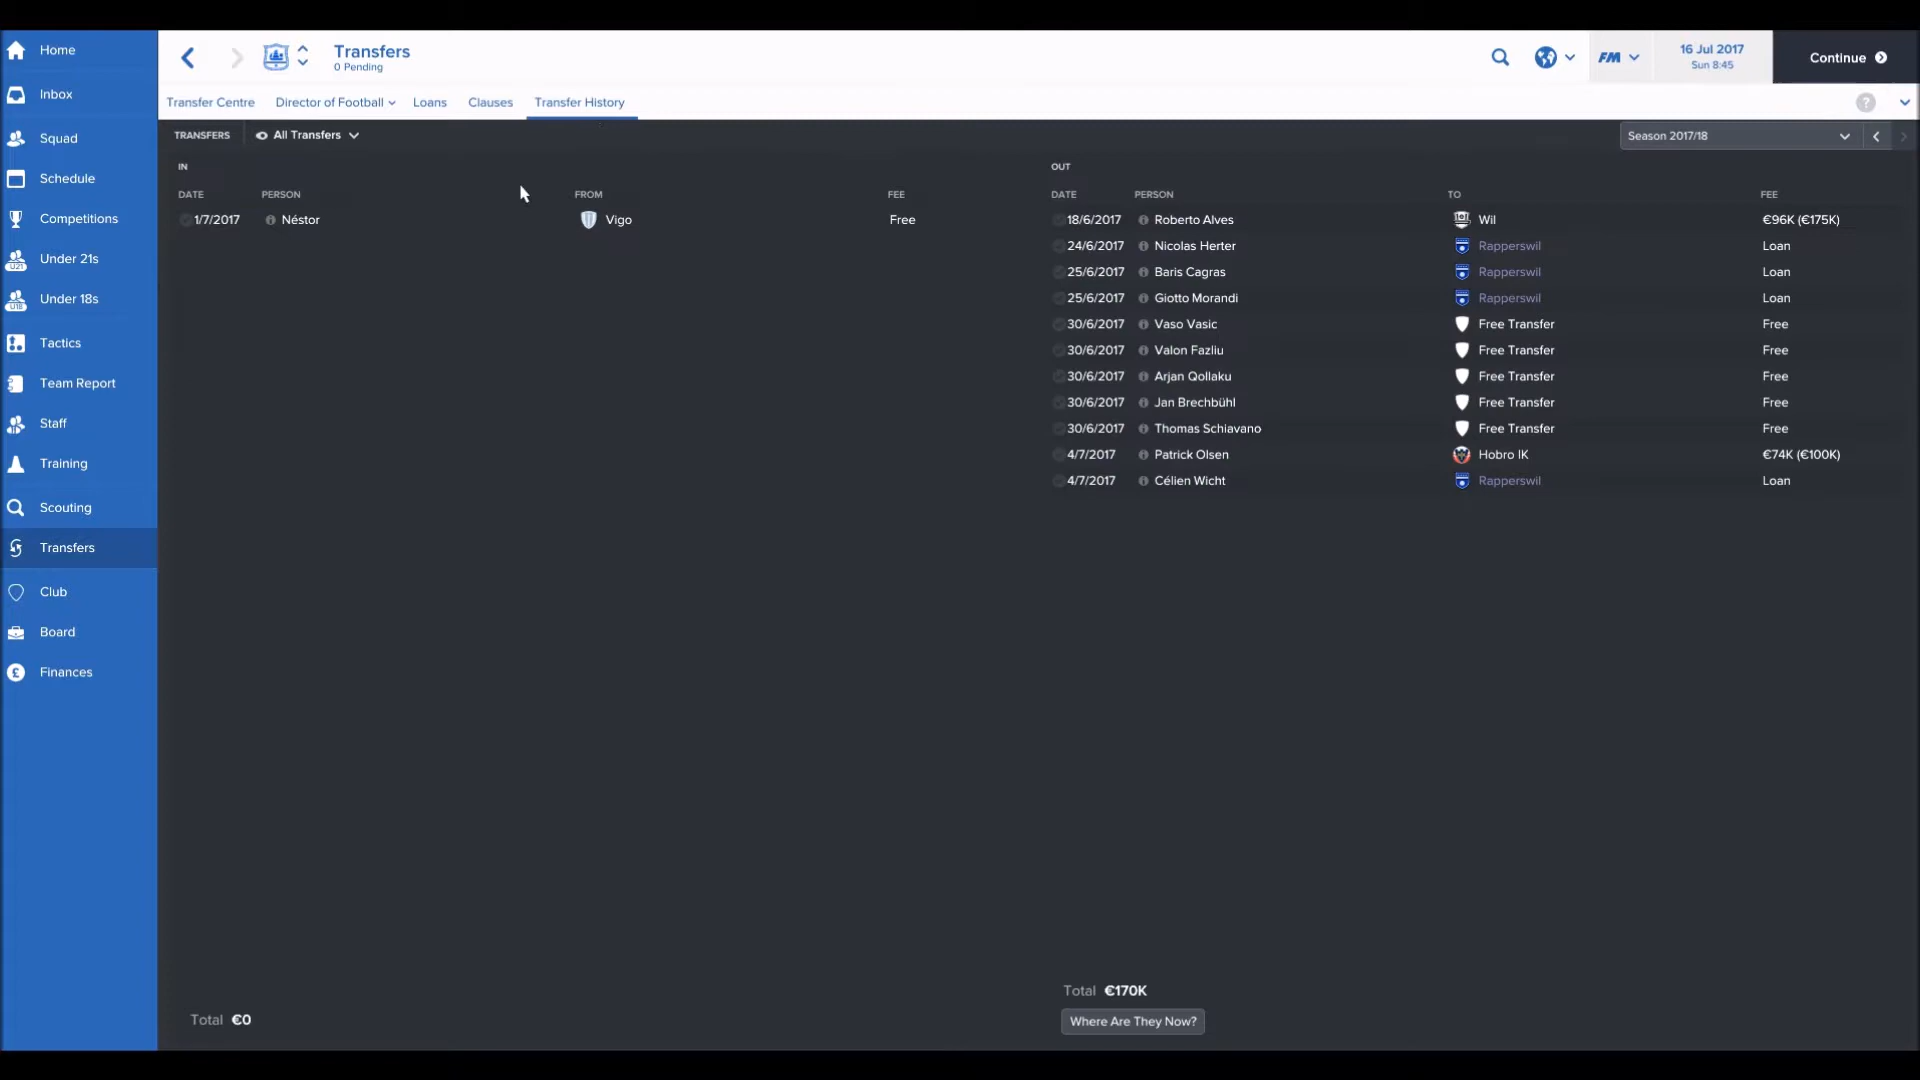 Home
Inbox
Squad
Schedule
Competitions
Under 21s
Under 18s
Tactics
Team Report
Staff
Training
Scouting
Transfers
Club
Board
Finances
Transfers
0 Pending
FM
16 Jul 2017
Sun 8:45
Continue
Transfer Centre Director of Football Loans Clauses Transfer History ?
TRANSFERS All Transfers Season 2017/18
IN
DATE PERSON FROM FEE
1/7/2017 Néstor Vigo Free
Total €0
OUT
DATE PERSON TO FEE
18/6/2017 Roberto Alves Wil €96K (€175K)
24/6/2017 Nicolas Herter Rapperswil Loan
25/6/2017 Baris Cagras Rapperswil Loan
25/6/2017 Giotto Morandi Rapperswil Loan
30/6/2017 Vaso Vasic Free Transfer Free
30/6/2017 Valon Fazliu Free Transfer Free
30/6/2017 Arjan Qollaku Free Transfer Free
30/6/2017 Jan Brechbühl Free Transfer Free
30/6/2017 Thomas Schiavano Free Transfer Free
4/7/2017 Patrick Olsen Hobro IK €74K (€100K)
4/7/2017 Célien Wicht Rapperswil Loan
Total €170K
Where Are They Now?